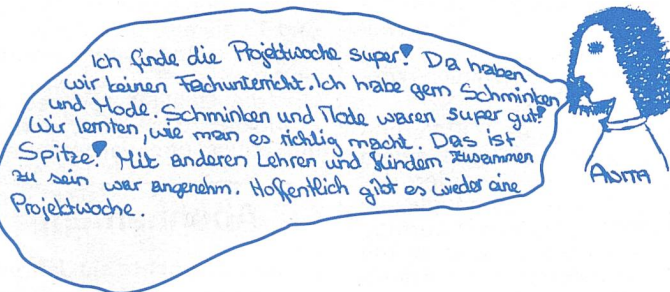 Ich finde die Projektwoche super! Da haben
wir keinen Fachunterricht. Ich habe gern Schminken
und Mode. Schminken und Mode waren super gut!
Wir lernten, wie man es richtig macht. Das ist
Spitze! Mit anderen Lehren und Kindern zusammen
zu sein war angenehm. Hoffentlich gibt es wieder eine
Projektwoche.
ANITA